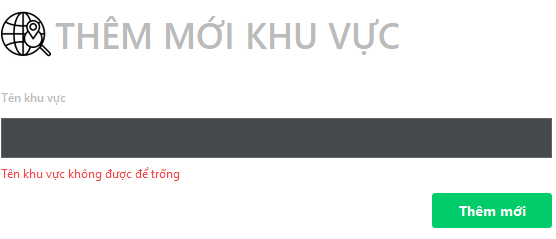 THÊM MỚI KHU VỰC
Tên khu vực
Tên khu vực không được để trống
Thêm mới